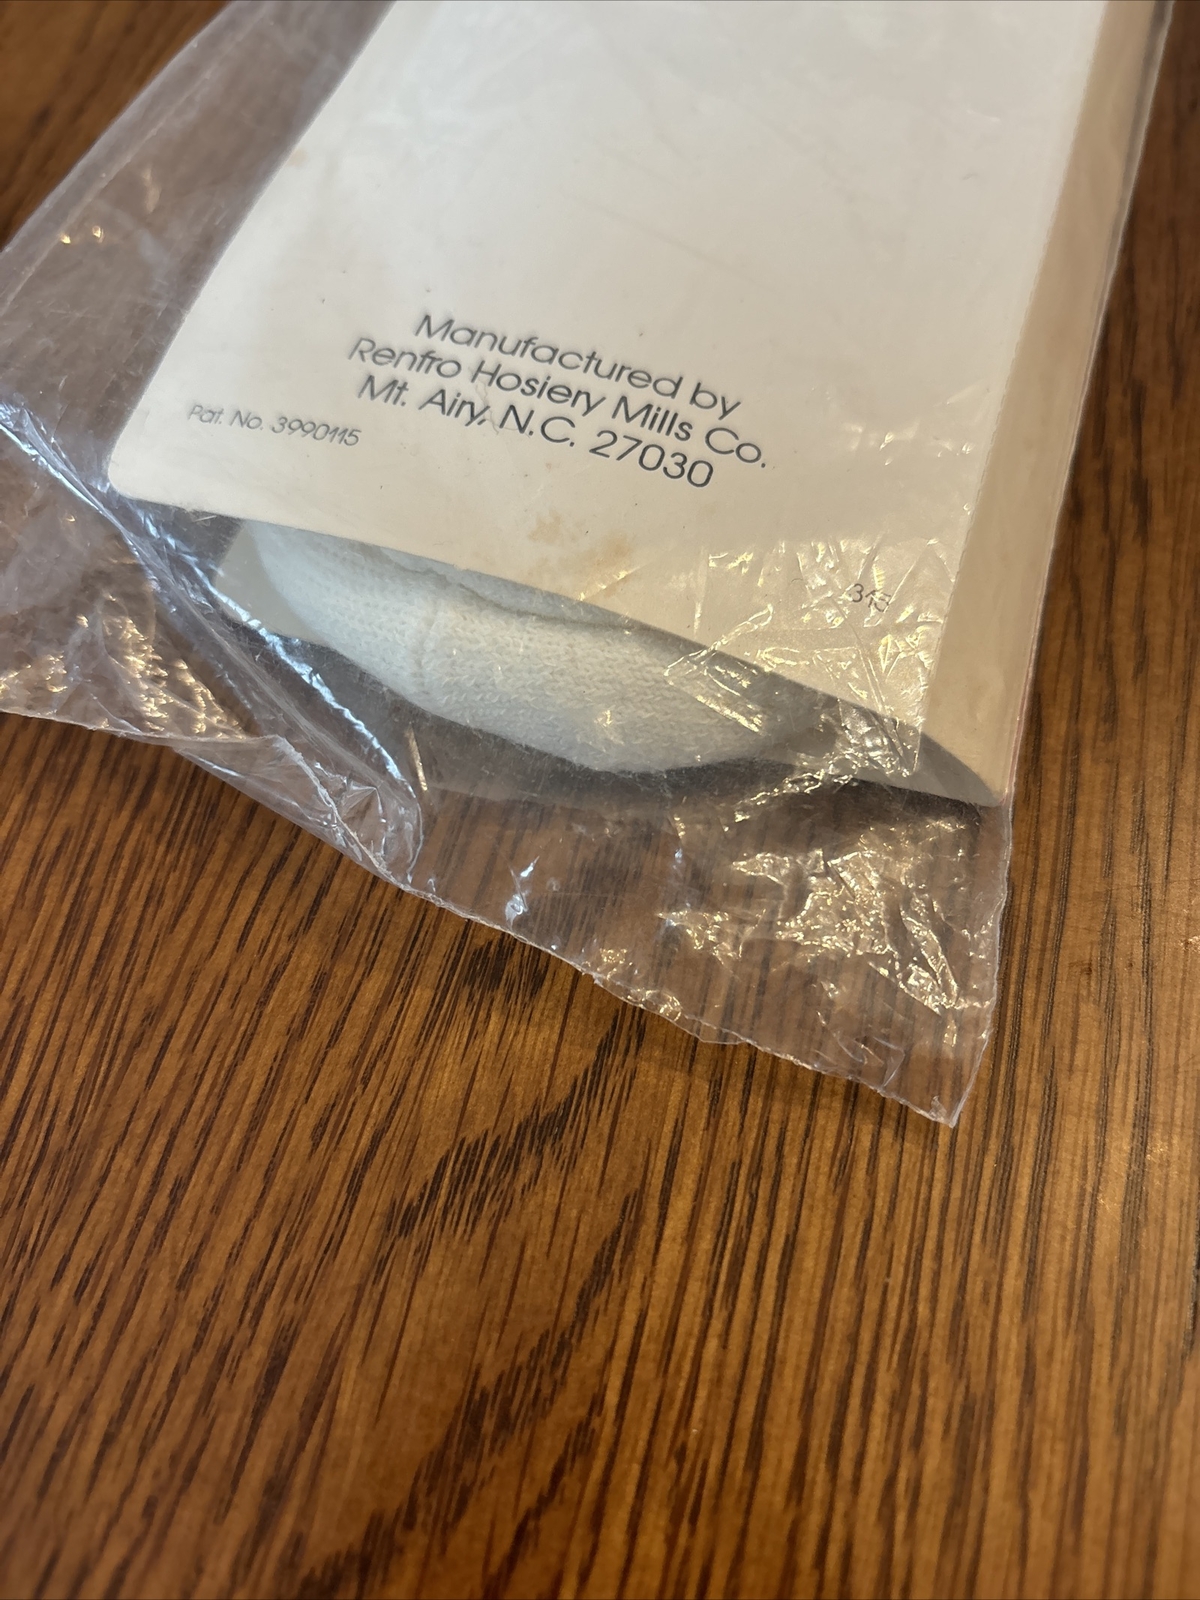 Manufactured by
Renfro Hosiery Mills Co.
Mt. Airy, N.C. 27030
Pat. No. 3990115